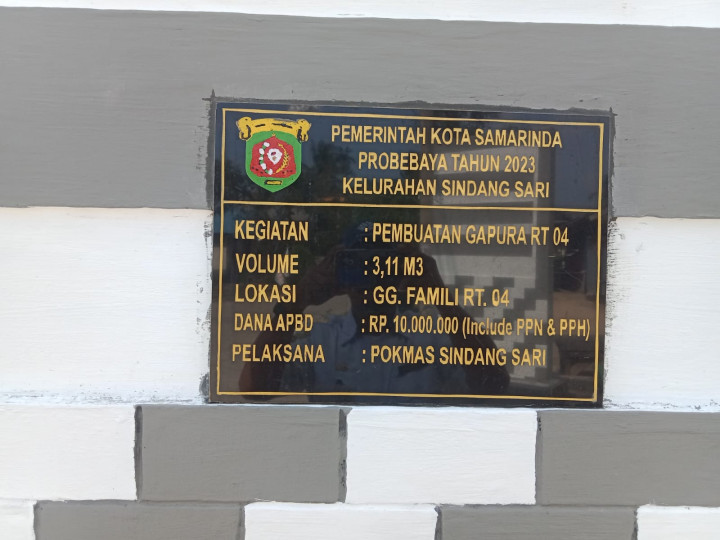 PEMERINTAH KOTA SAMARINDA
PROBEBAYA TAHUN 2023
KELURAHAN SINDANG SARI
KEGIATAN : PEMBUATAN GAPURA RT 04
VOLUME : 3,11 M3
LOKASI : GG. FAMILI RT. 04
DANA APBD : RP. 10.000.000 (Include PPN & PPH)
PELAKSANA : POKMAS SINDANG SARI